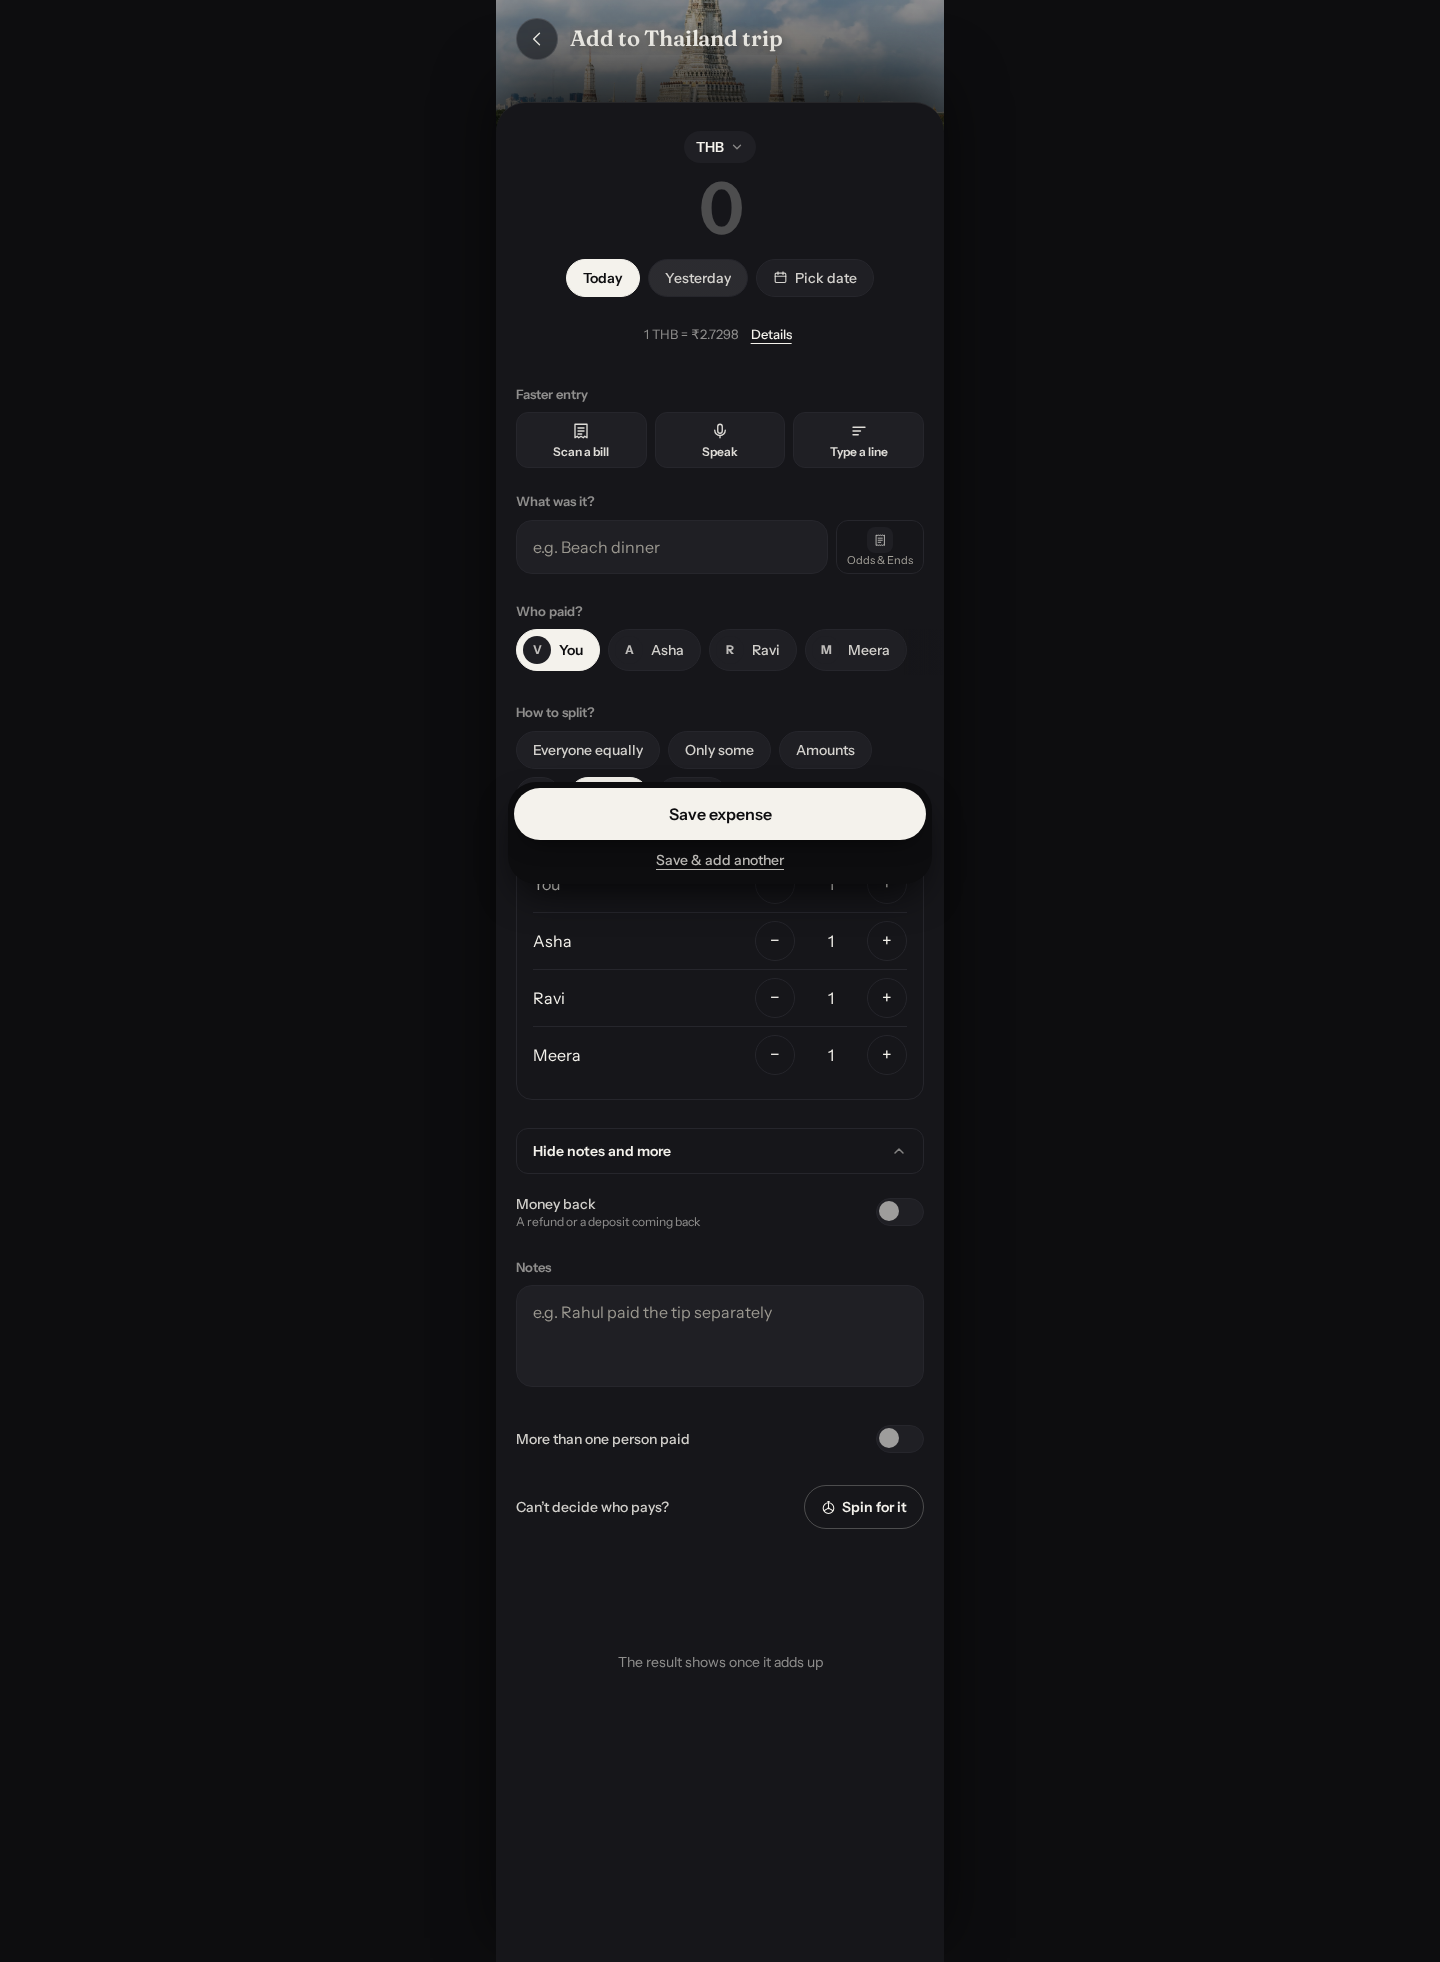 Add to Thailand trip
THB
0
Today Yesterday Pick date
1 THB = ₹2.7298 Details
Faster entry
Scan a bill Speak Type a line
What was it?
e.g. Beach dinner
Odds & Ends
Who paid?
V You A Asha R Ravi M Meera
How to split?
Everyone equally Only some Amounts
Save expense
Save & add another
You 1 +
Asha − 1 +
Ravi − 1 +
Meera − 1 +
Hide notes and more
Money back
A refund or a deposit coming back
Notes
e.g. Rahul paid the tip separately
More than one person paid
Can't decide who pays? Spin for it
The result shows once it adds up